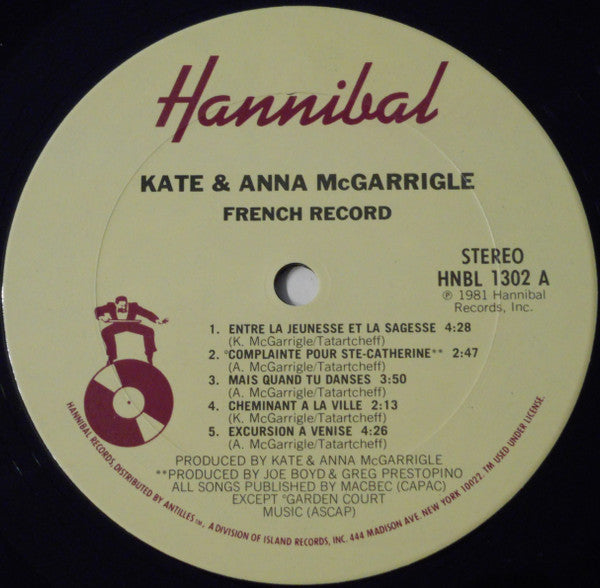 Hannibal
KATE & ANNA McGARRIGLE
FRENCH RECORD
STEREO
HNBL 1302 A
℗ 1981 Hannibal
Records, Inc.
1. ENTRE LA JEUNESSE ET LA SAGESSE 4:28
(K. McGarrigle/Tatartcheff)
2. °COMPLAINTE POUR STE-CATHERINE** 2:47
(A. McGarrigle/Tatartcheff)
3. MAIS QUAND TU DANSES 3:50
(A. McGarrigle/Tatartcheff)
4. CHEMINANT A LA VILLE 2:13
(K. McGarrigle/Tatartcheff)
5. EXCURSION A VENISE 4:26
(A. McGarrigle/Tatartcheff)
PRODUCED BY KATE & ANNA McGARRIGLE
**PRODUCED BY JOE BOYD & GREG PRESTOPINO
ALL SONGS PUBLISHED BY MACBEC (CAPAC)
EXCEPT °GARDEN COURT
MUSIC (ASCAP)
HANNIBAL RECORDS, DISTRIBUTED BY ANTILLES™, A DIVISION OF ISLAND RECORDS, INC. 444 MADISON AVE. NEW YORK 10022. TM USED UNDER LICENSE.